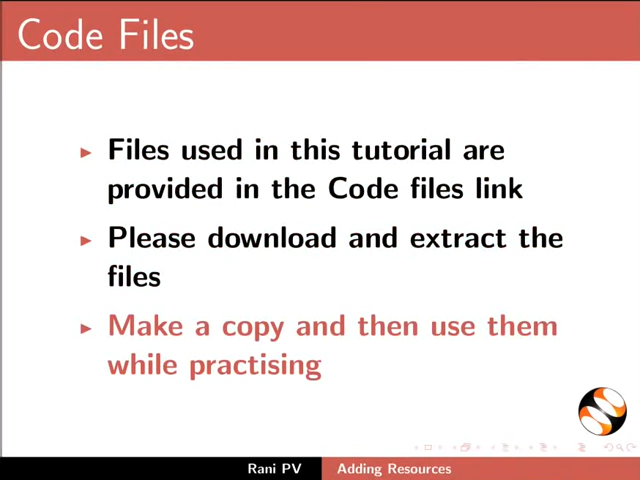 Code Files
Files used in this tutorial are
provided in the Code files link
Please download and extract the
files
Make a copy and then use them
while practising
Rani PV
Adding Resources